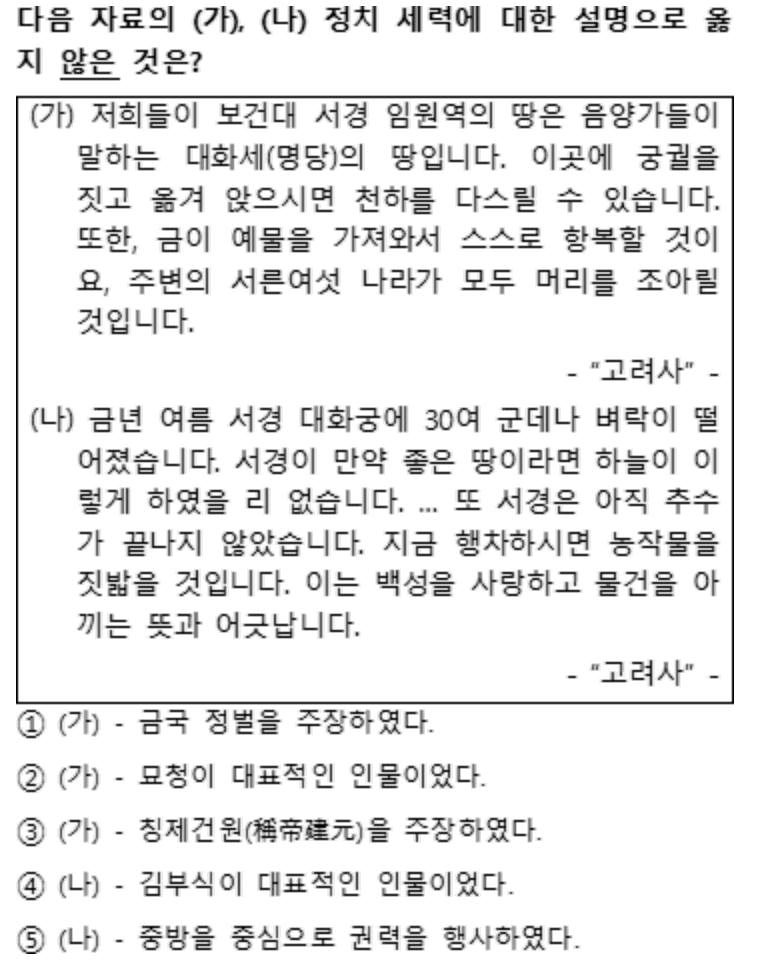 다음 자료의 (가), (나) 정치 세력에 대한 설명으로 옳
지 않은 것은?
(가) 저희들이 보건대 서경 임원역의 땅은 음양가들이
말하는 대화세(명당)의 땅입니다. 이곳에 궁궐을
짓고 옮겨 앉으시면 천하를 다스릴 수 있습니다.
또한, 금이 예물을 가져와서 스스로 항복할 것이
요, 주변의 서른여섯 나라가 모두 머리를 조아릴
것입니다.
- “고려사” -
(나) 금년 여름 서경 대화궁에 30여 군데나 벼락이 떨
어졌습니다. 서경이 만약 좋은 땅이라면 하늘이 이
렇게 하였을 리 없습니다. ... 또 서경은 아직 추수
가 끝나지 않았습니다. 지금 행차하시면 농작물을
짓밟을 것입니다. 이는 백성을 사랑하고 물건을 아
끼는 뜻과 어긋납니다.
- “고려사” -
① (가) - 금국 정벌을 주장하였다.
② (가) - 묘청이 대표적인 인물이었다.
③ (가) - 칭제건원(稱帝建元)을 주장하였다.
④ (나) - 김부식이 대표적인 인물이었다.
⑤ (나) - 중방을 중심으로 권력을 행사하였다.